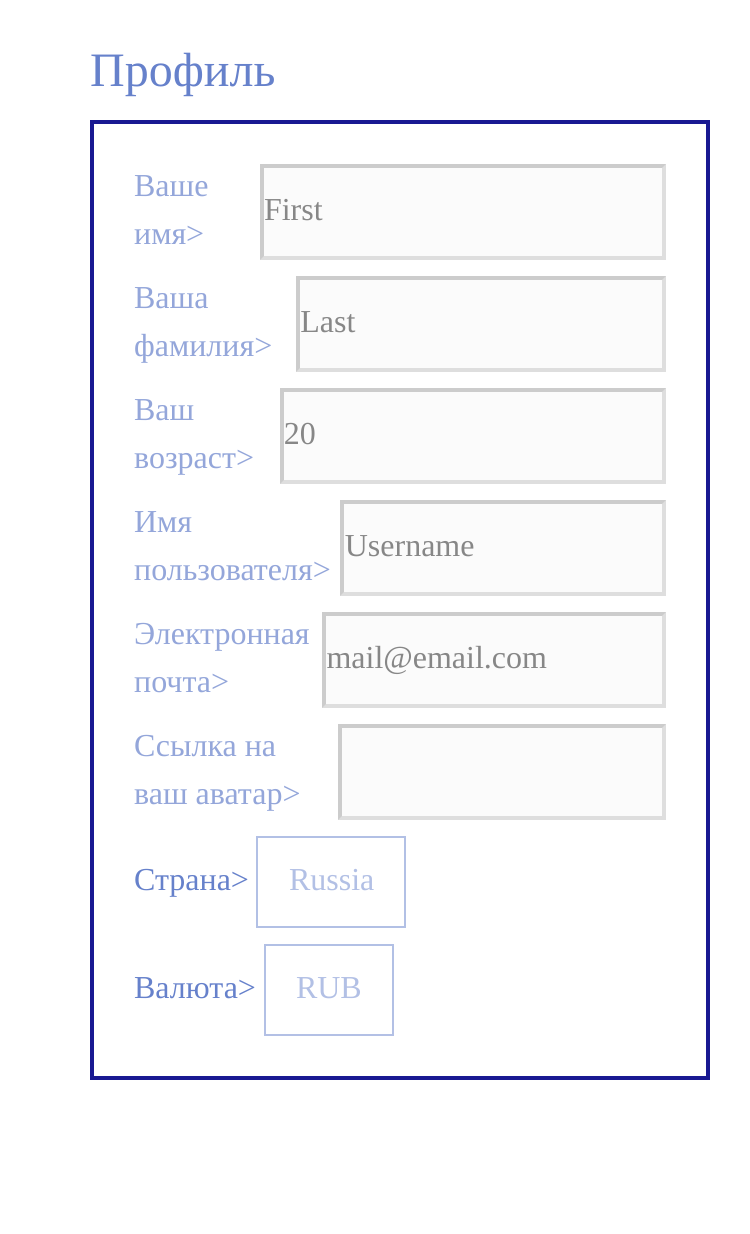 Профиль
Ваше
имя>
First
Ваша
фамилия>
Last
Ваш
возраст>
20
Имя
пользователя>
Username
Электронная
почта>
mail@email.com
Ссылка на
ваш аватар>
Страна> Russia
Валюта> RUB